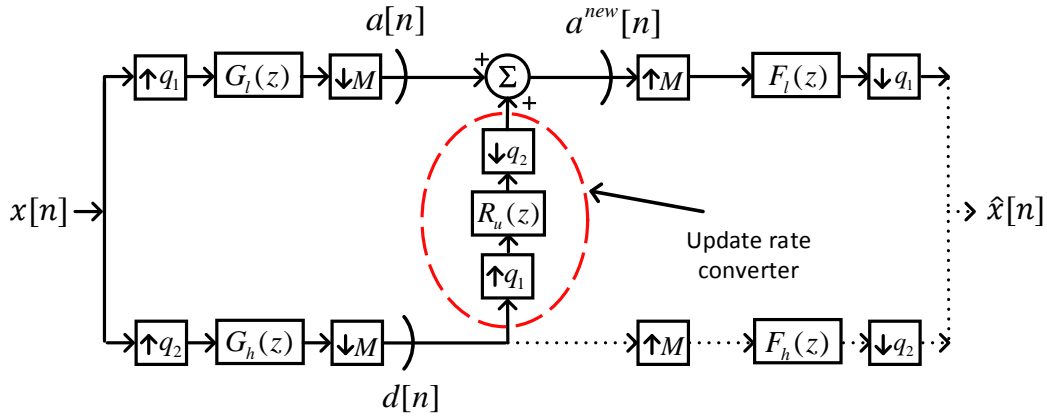 a[n] a^{new}[n]
↑q₁ G_l(z) ↓M + Σ ↑M F_l(z) ↓q₁
+
↓q₂
x[n] R_u(z) x̂[n]
Update rate
converter
↑q₁
↑q₂ G_h(z) ↓M ↑M F_h(z) ↓q₂
d[n]